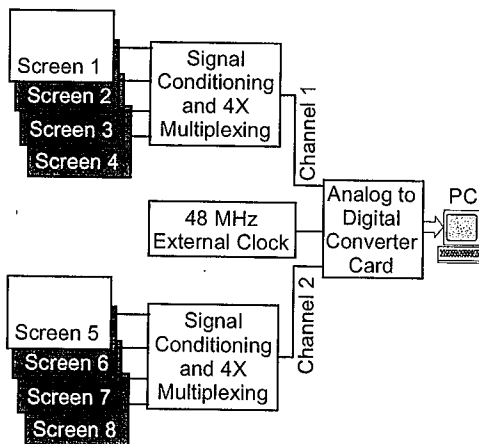 Screen 1
Screen 2
Screen 3
Screen 4
Signal
Conditioning
and 4X
Multiplexing
Channel 1
48 MHz
External Clock
Analog to
Digital
Converter
Card
PC
Channel 2
Screen 5
Screen 6
Screen 7
Screen 8
Signal
Conditioning
and 4X
Multiplexing